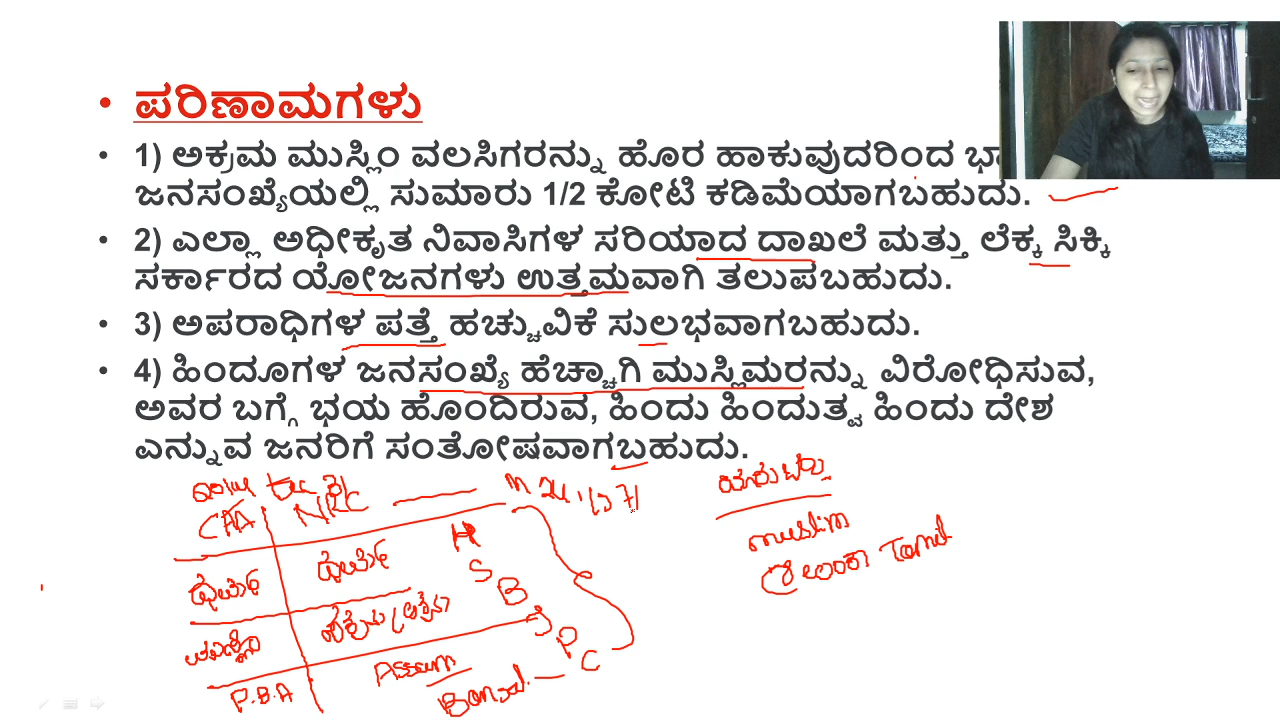 • ಪರಿಣಾಮಗಳು
• 1) ಅಕ್ರಮ ಮುಸ್ಲಿಂ ವಲಸಿಗರನ್ನು ಹೊರ ಹಾಕುವುದರಿಂದ
ಜನಸಂಖ್ಯೆಯಲ್ಲಿ ಸುಮಾರು 1/2 ಕೋಟಿ ಕಡಿಮೆಯಾಗಬಹುದು.
• 2) ಎಲ್ಲಾ ಅಧೀಕೃತ ನಿವಾಸಿಗಳ ಸರಿಯಾದ ದಾಖಲೆ ಮತ್ತು ಲೆಕ್ಕ ಸಿಕ್ಕಿ
ಸರ್ಕಾರದ ಯೋಜನಗಳು ಉತ್ತಮವಾಗಿ ತಲುಪಬಹುದು.
• 3) ಅಪರಾಧಿಗಳ ಪತ್ತೆ ಹಚ್ಚುವಿಕೆ ಸುಲಭವಾಗಬಹುದು.
• 4) ಹಿಂದೂಗಳ ಜನಸಂಖ್ಯೆ ಹೆಚ್ಚಾಗಿ ಮುಸ್ಲಿಮರನ್ನು ವಿರೋಧಿಸುವ,
ಅವರ ಬಗ್ಗೆ ಭಯ ಹೊಂದಿರುವ, ಹಿಂದು ಹಿಂದುತ್ವ ಹಿಂದು ದೇಶ
ಎನ್ನುವ ಜನರಿಗೆ ಸಂತೋಷವಾಗಬಹುದು.
CAA NRC
H
S
B
J
P
C
P.B.A Assam
muslim
Tamil